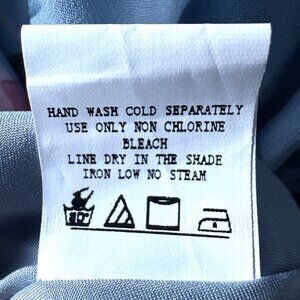 HAND WASH COLD SEPARATELY
USE ONLY NON CHLORINE
BLEACH
LINE DRY IN THE SHADE
IRON LOW NO STEAM